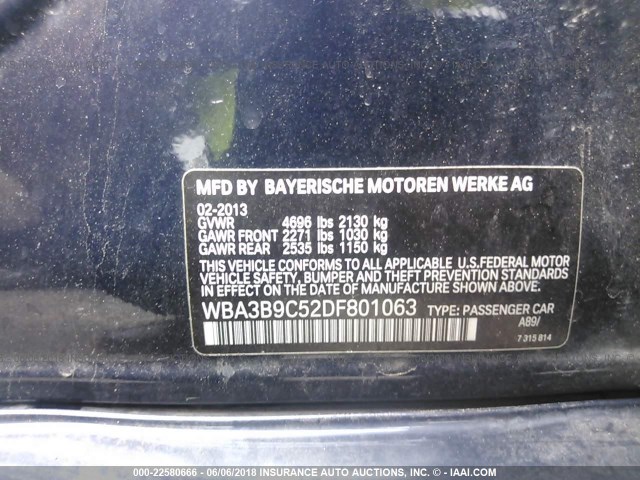 MFD BY BAYERISCHE MOTOREN WERKE AG
02-2013
GVWR 4696 lbs 2130 kg
GAWR FRONT 2271 lbs 1030 kg
GAWR REAR 2535 lbs 1150 kg
THIS VEHICLE CONFORMS TO ALL APPLICABLE U.S.FEDERAL MOTOR
VEHICLE SAFETY, BUMPER AND THEFT PREVENTION
STANDARDS IN EFFECT ON THE DATE OF MANUFACTURE SHOWN ABOVE.
WBA3B9C52DF801063 TYPE: PASSENGER CAR
A89/
7 315 814
000-22580666 - 06/06/2018 INSURANCE AUTO AUCTIONS, INC. (C) - IAAI.COM